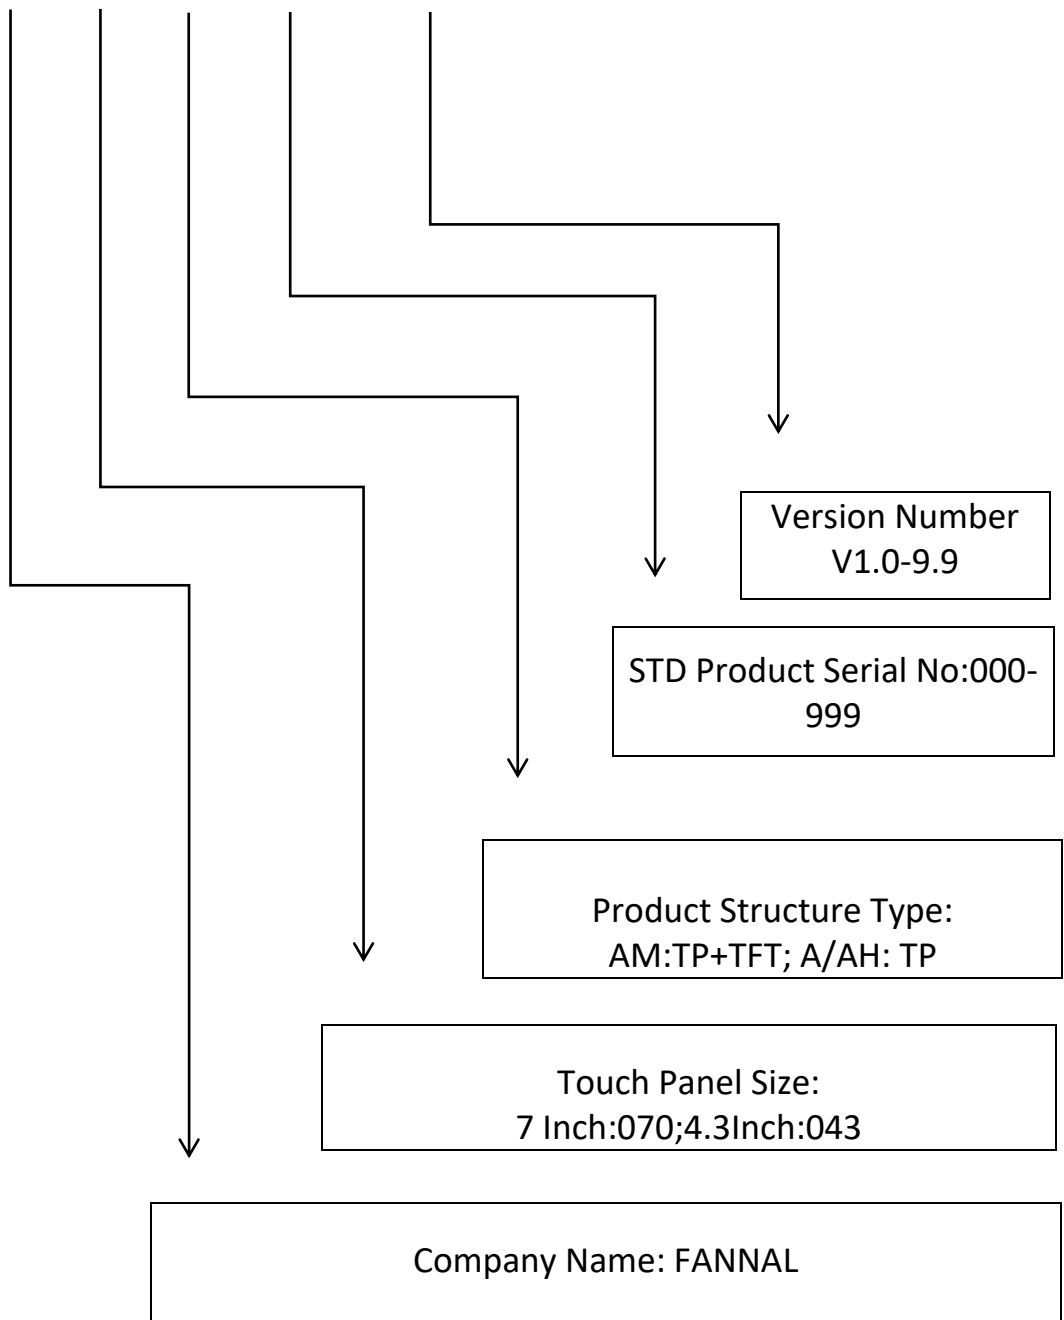 Version Number
V1.0-9.9
STD Product Serial No:000-
999
Product Structure Type:
AM:TP+TFT; A/AH: TP
Touch Panel Size:
7 Inch:070;4.3Inch:043
Company Name: FANNAL